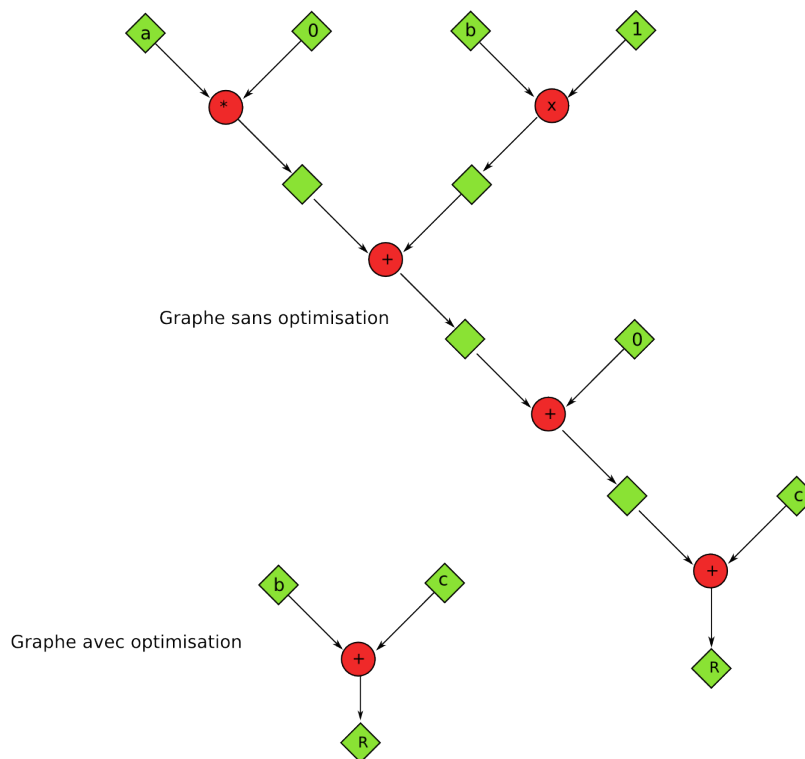 a
0
b
1
*
x
+
Graphe sans optimisation
0
+
c
+
b
c
Graphe avec optimisation
+
R
R